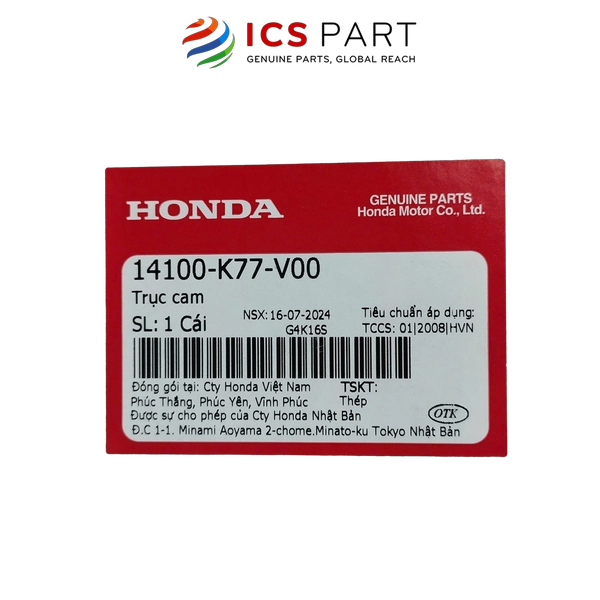 ICS PART
GENUINE PARTS, GLOBAL REACH
HONDA
GENUINE PARTS
Honda Motor Co., Ltd.
14100-K77-V00
Trục cam
SL: 1 Cái
NSX: 16-07-2024
G4K16S
Tiêu chuẩn áp dụng:
TCCS: 01|2008|HVN
Đóng gói tại: Cty Honda Việt Nam
Phúc Thắng, Phúc Yên, Vĩnh Phúc
TSKT:
Thép
Được sự cho phép của Cty Honda Nhật Bản
Đ.C 1-1. Minami Aoyama 2-chome.Minato-ku Tokyo Nhật Bản
OTK